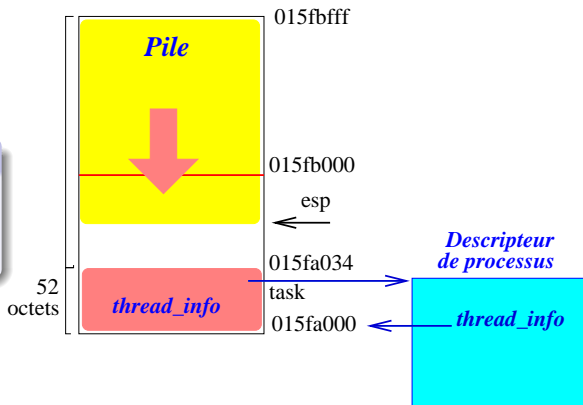 015fbfff
Pile
015fb000
esp
015fa034
task
52
octets
thread_info
015fa000
Descripteur
de processus
thread_info